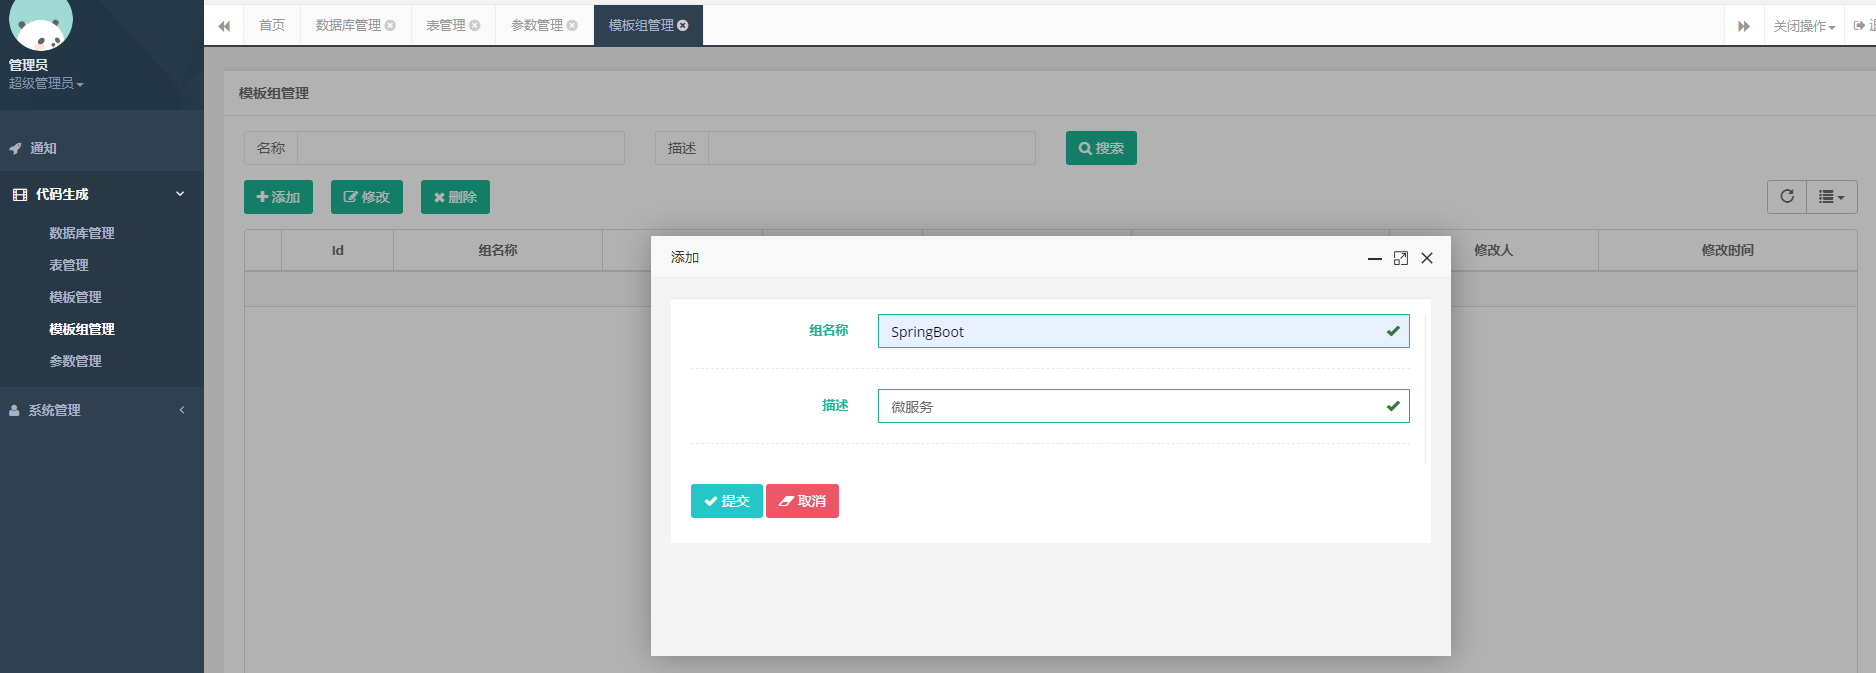 首页 数据库管理 表管理 参数管理 模板组管理 关闭操作
管理员
超级管理员
通知
代码生成
数据库管理
表管理
模板管理
模板组管理
参数管理
系统管理
模板组管理
名称 描述 搜索
添加 修改 删除
Id 组名称 修改人 修改时间
添加
组名称 SpringBoot
描述 微服务
提交 取消